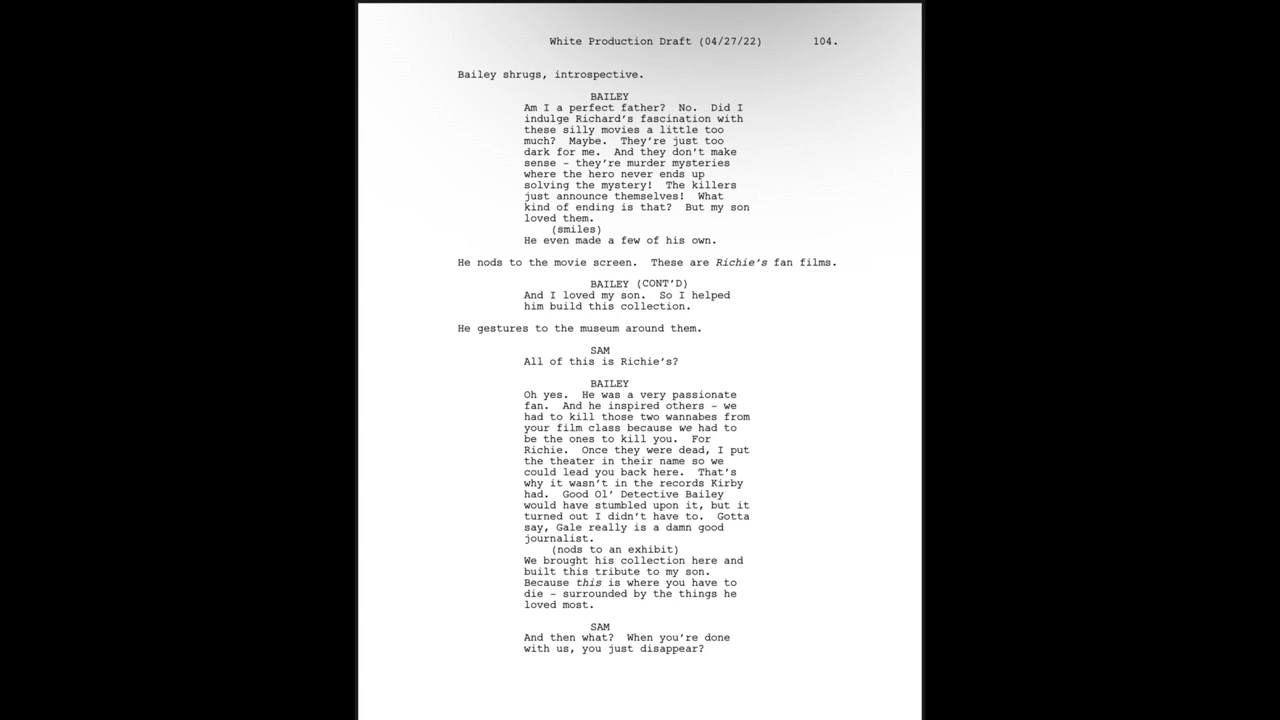 White Production Draft (04/27/22) 104.
Bailey shrugs, introspective.
BAILEY
Am I a perfect father? No. Did I
indulge Richard's fascination with
these silly movies a little too
much? Maybe. They're just too
dark for me. And they don't make
sense - they're murder mysteries
where the hero never ends up
solving the mystery! The killers
just announce themselves! What
kind of ending is that? But my son
loved them.
(smiles)
He even made a few of his own.
He nods to the movie screen. These are Richie's fan films.
BAILEY (CONT'D)
And I loved my son. So I helped
him build this collection.
He gestures to the museum around them.
SAM
All of this is Richie's?
BAILEY
Oh yes. He was a very passionate
fan. And he inspired others - we
had to kill those two wannabes from
your film class because we had to
be the ones to kill you. For
Richie. Once they were dead, I put
the theater in their name so we
could lead you back here. That's
why it wasn't in the records Kirby
had. Good Ol' Detective Bailey
would have stumbled upon it, but it
turned out I didn't have to. Gotta
say, Gale really is a damn good
journalist.
(nods to an exhibit)
We brought his collection here and
built this tribute to my son.
Because this is where you have to
die - surrounded by the things he
loved most.
SAM
And then what? When you're done
with us, you just disappear?